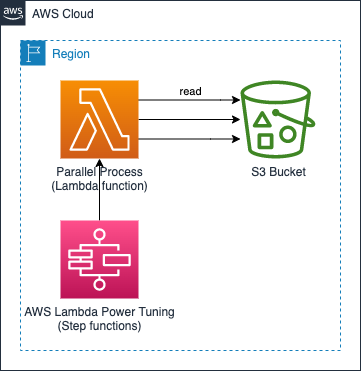 aws
AWS Cloud
Region
read
Parallel Process
(Lambda function)
S3 Bucket
AWS Lambda Power Tuning
(Step functions)